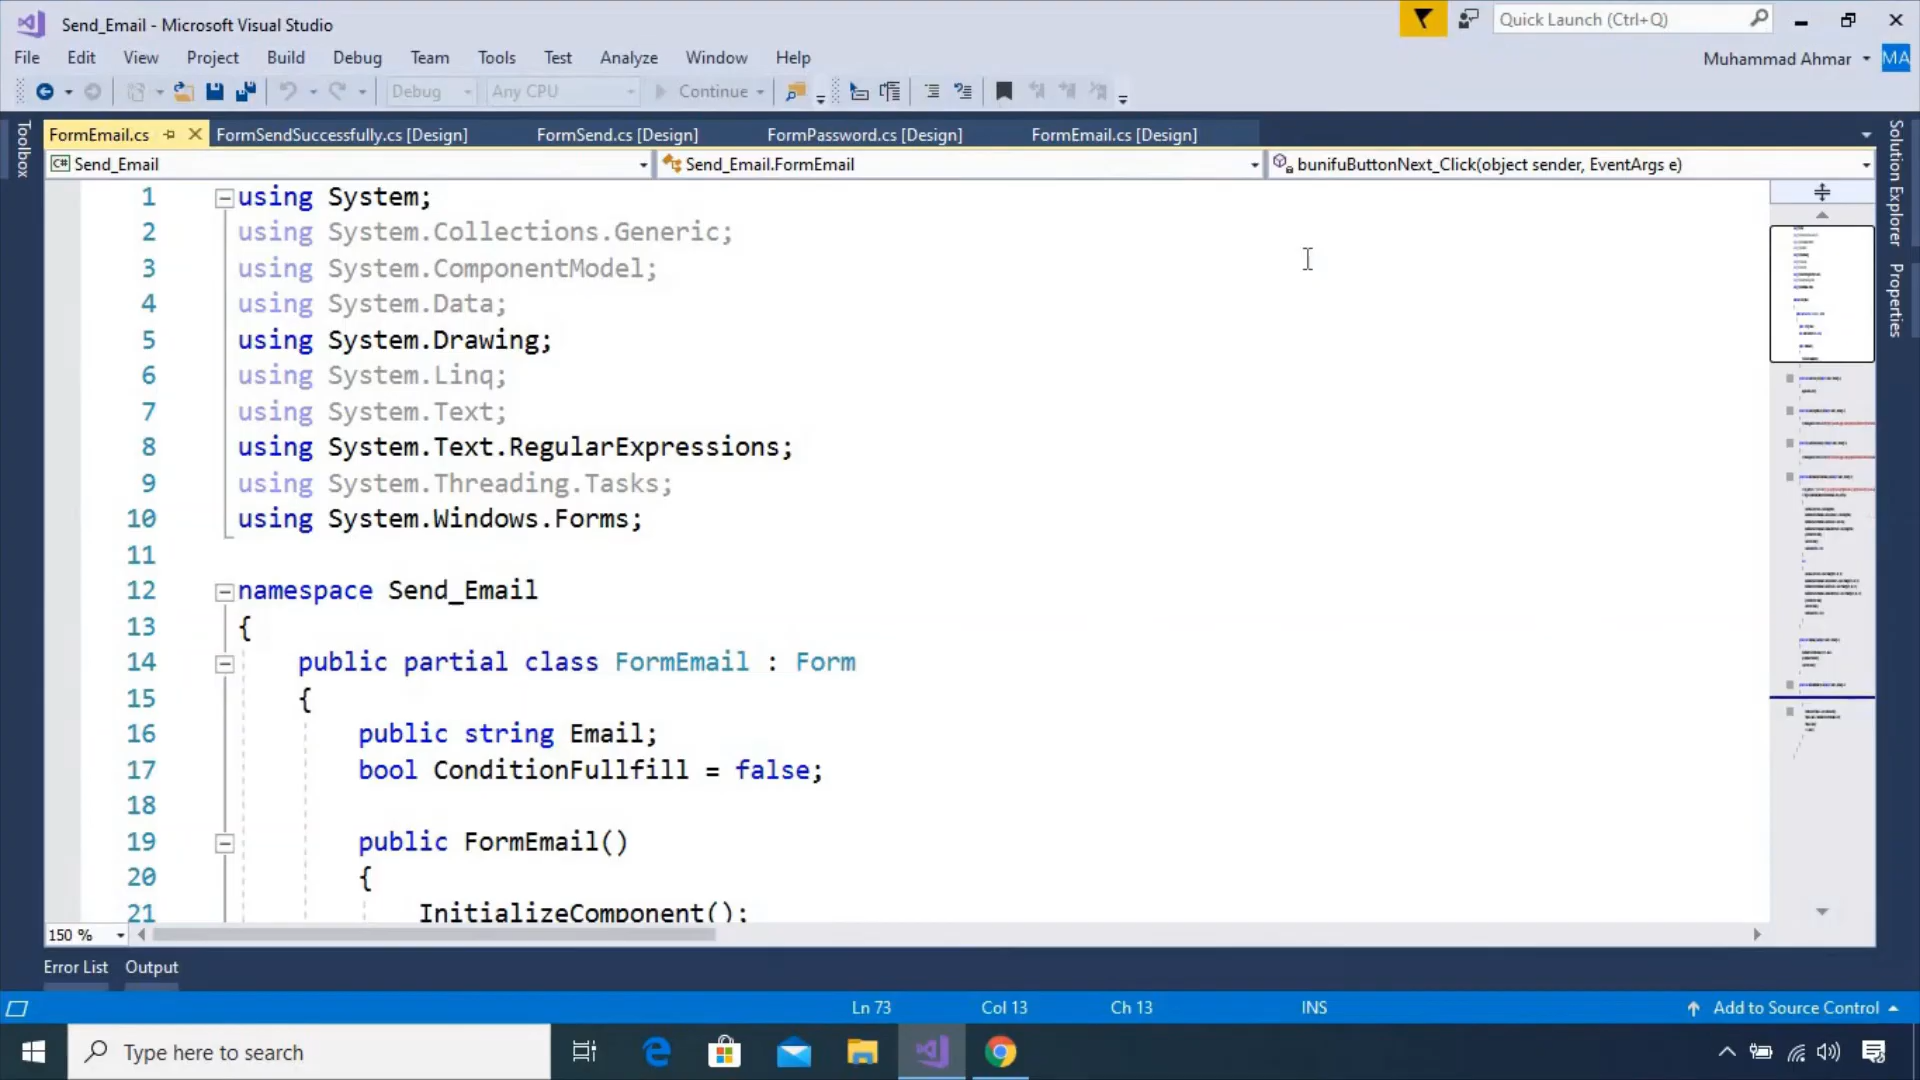 Send_Email - Microsoft Visual Studio
Quick Launch (Ctrl+Q)
File Edit View Project Build Debug Team Tools Test Analyze Window Help
Muhammad Ahmar MA
Debug Any CPU Continue
Toolbox
FormEmail.cs FormSendSuccessfully.cs [Design] FormSend.cs [Design] FormPassword.cs [Design] FormEmail.cs [Design]
C# Send_Email Send_Email.FormEmail bunifuButtonNext_Click(object sender, EventArgs e)
Solution Explorer
Properties
1 using System;
2 using System.Collections.Generic;
3 using System.ComponentModel;
4 using System.Data;
5 using System.Drawing;
6 using System.Linq;
7 using System.Text;
8 using System.Text.RegularExpressions;
9 using System.Threading.Tasks;
10 using System.Windows.Forms;
11
12 namespace Send_Email
13 {
14 public partial class FormEmail : Form
15 {
16 public string Email;
17 bool ConditionFullfill = false;
18
19 public FormEmail()
20 {
21 InitializeComponent();
150 %
Error List Output
Ln 73 Col 13 Ch 13 INS Add to Source Control
Type here to search